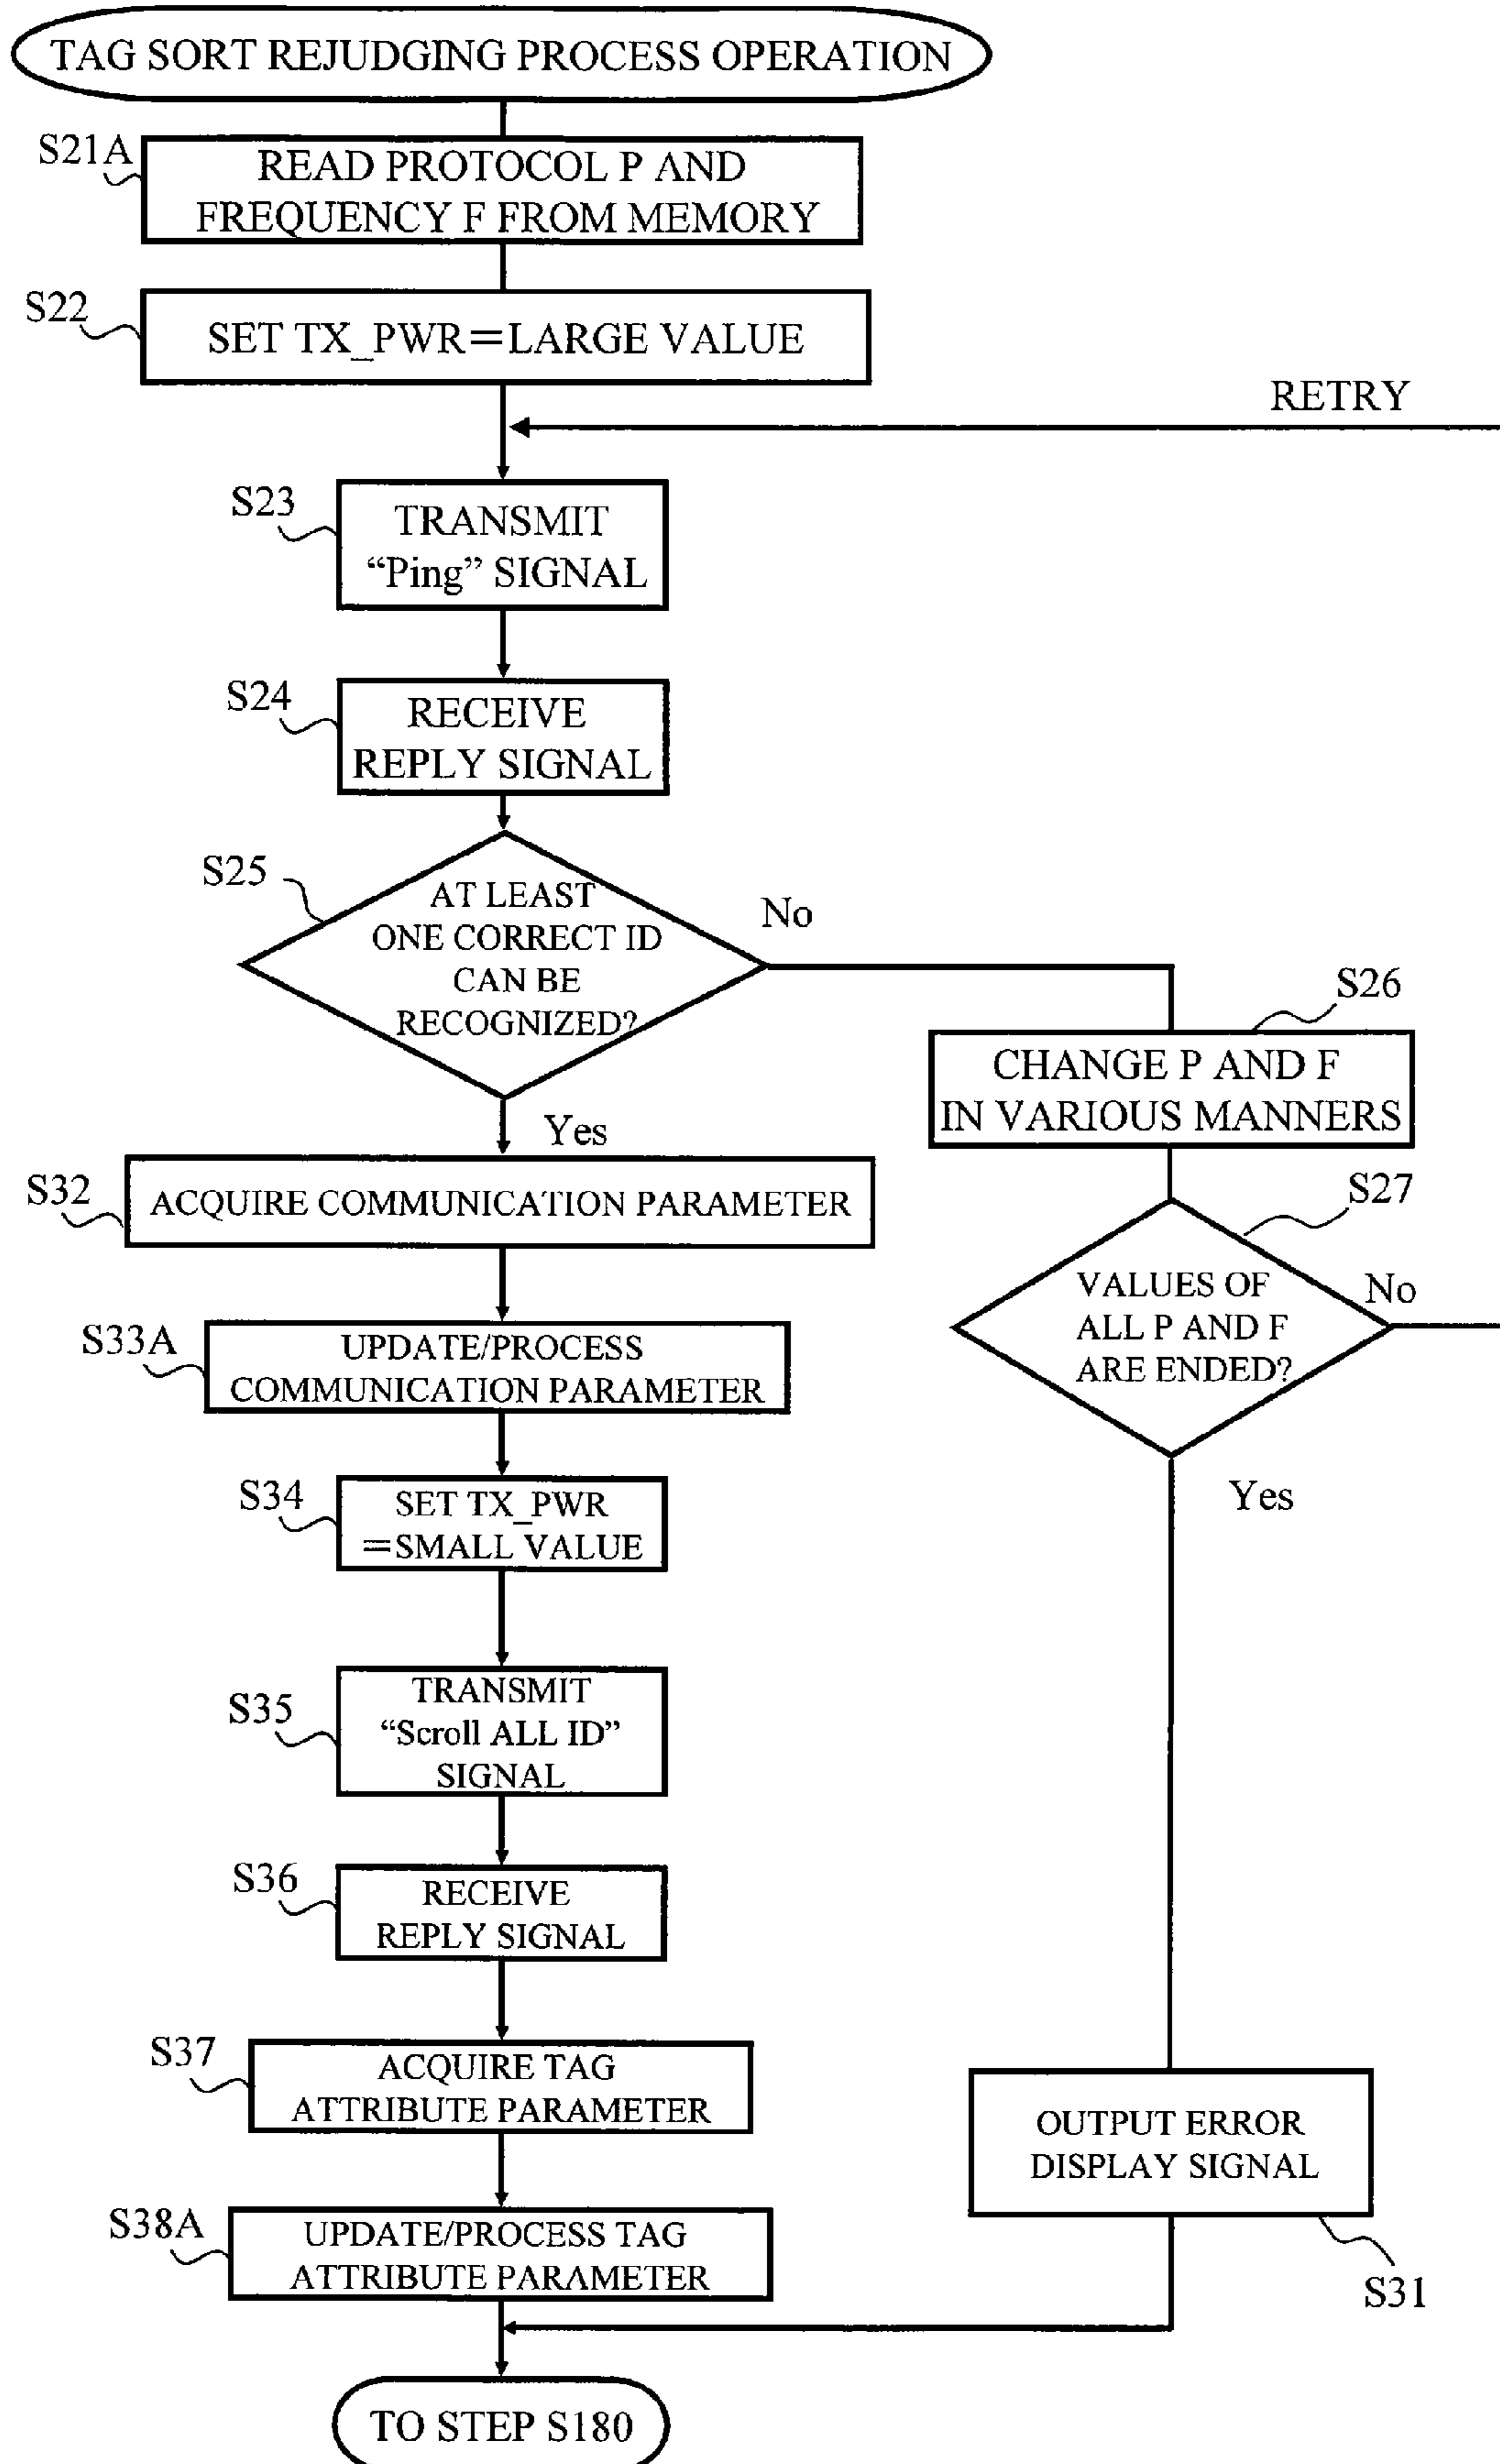 TAG SORT REJUDGING PROCESS OPERATION
S21A
READ PROTOCOL P AND
FREQUENCY F FROM MEMORY
S22
SET TX_PWR=LARGE VALUE
RETRY
S23
TRANSMIT
“Ping” SIGNAL
S24
RECEIVE
REPLY SIGNAL
S25
AT LEAST
ONE CORRECT ID
CAN BE
RECOGNIZED?
No
S26
CHANGE P AND F
IN VARIOUS MANNERS
Yes
S32
ACQUIRE COMMUNICATION PARAMETER
S27
VALUES OF
ALL P AND F
ARE ENDED?
No
S33A
UPDATE/PROCESS
COMMUNICATION PARAMETER
S34
SET TX_PWR
=SMALL VALUE
Yes
S35
TRANSMIT
“Scroll ALL ID”
SIGNAL
S36
RECEIVE
REPLY SIGNAL
S37
ACQUIRE TAG
ATTRIBUTE PARAMETER
OUTPUT ERROR
DISPLAY SIGNAL
S31
S38A
UPDATE/PROCESS TAG
ATTRIBUTE PARAMETER
TO STEP S180